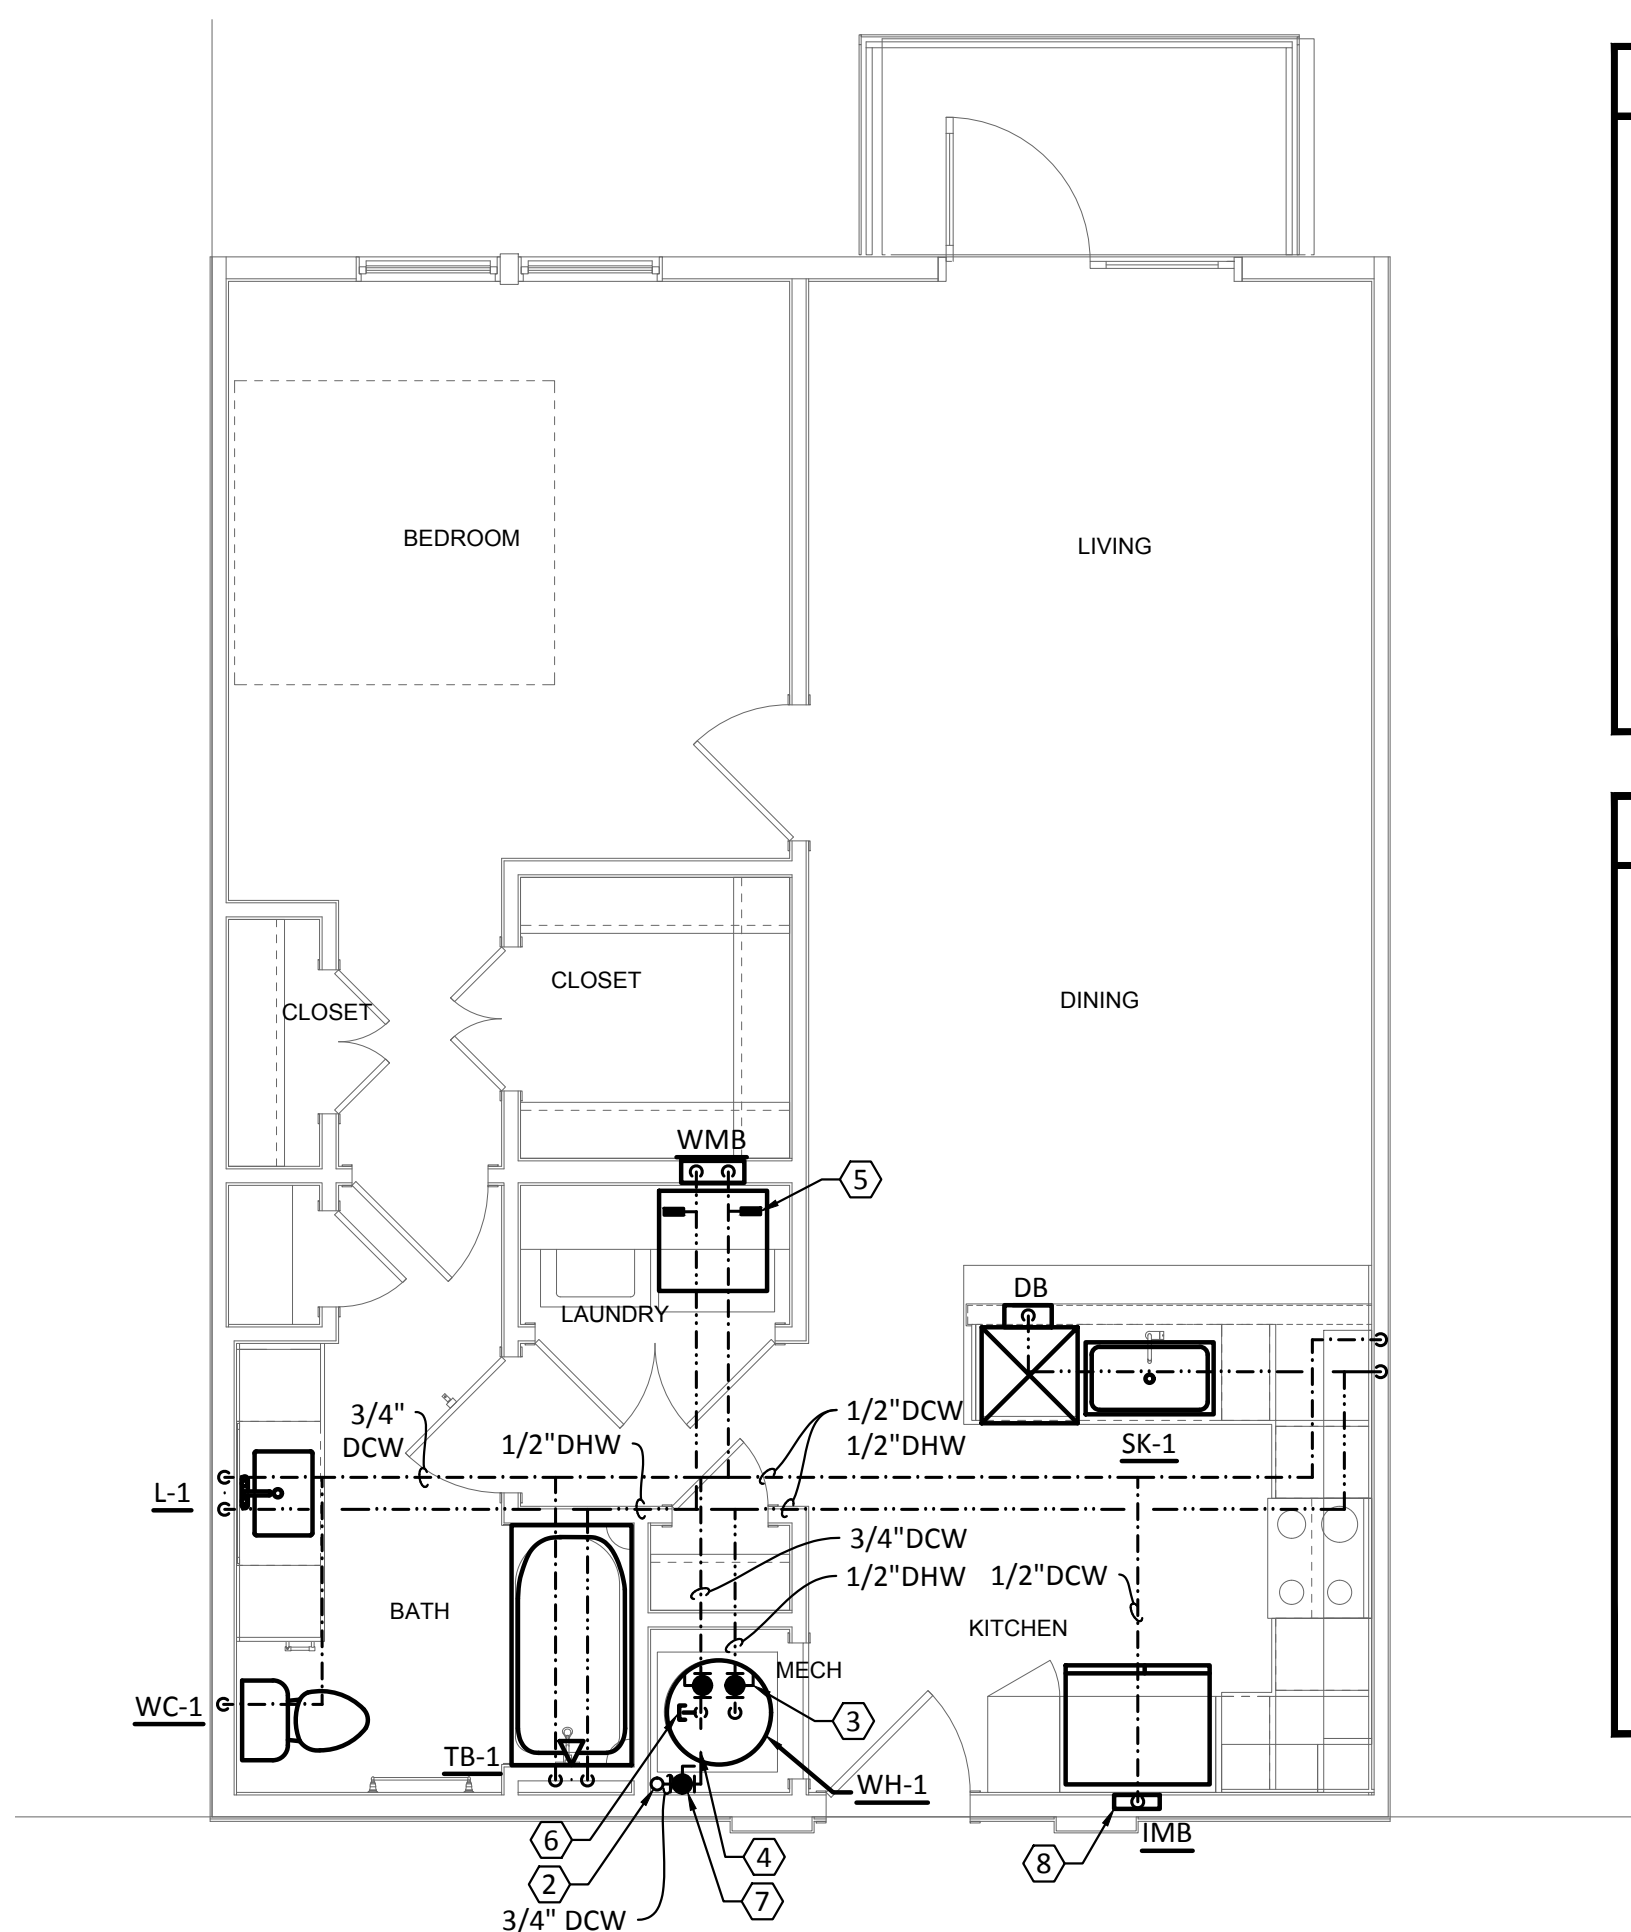 BEDROOM
LIVING
CLOSET
CLOSET
DINING
WMB
5
DB
LAUNDRY
3/4"
DCW
1/2"DHW
1/2"DCW
1/2"DHW
SK-1
L-1
3/4"DCW
1/2"DHW
1/2"DCW
BATH
KITCHEN
MECH
WC-1
3
TB-1
WH-1
6
4
IMB
8
2
7
3/4" DCW